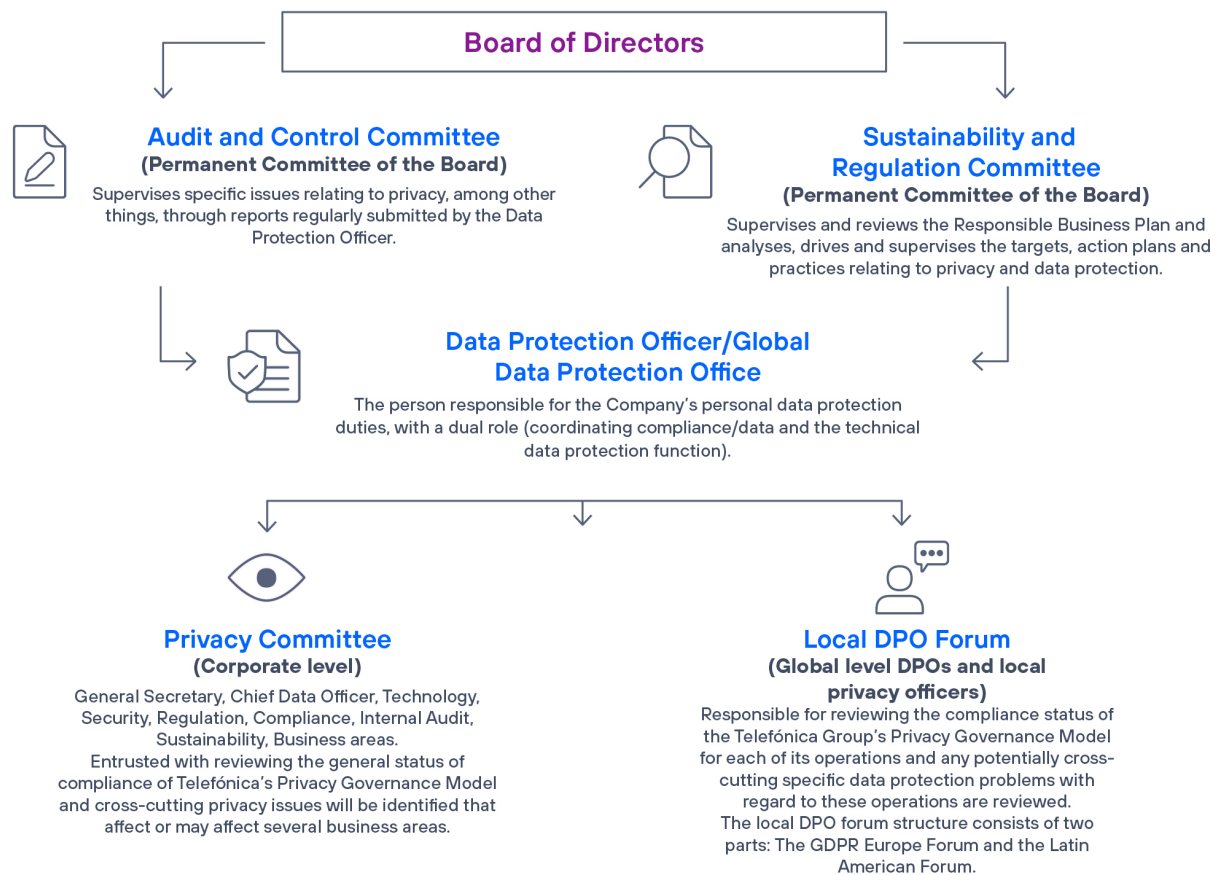 Board of Directors
Audit and Control Committee
(Permanent Committee of the Board)
Supervises specific issues relating to privacy, among other
things, through reports regularly submitted by the Data
Protection Officer.
Sustainability and
Regulation Committee
(Permanent Committee of the Board)
Supervises and reviews the Responsible Business Plan and
analyses, drives and supervises the targets, action plans and
practices relating to privacy and data protection.
Data Protection Officer/Global
Data Protection Office
The person responsible for the Company's personal data protection
duties, with a dual role (coordinating compliance/data and the technical
data protection function).
Privacy Committee
(Corporate level)
General Secretary, Chief Data Officer, Technology,
Security, Regulation, Compliance, Internal Audit,
Sustainability, Business areas.
Entrusted with reviewing the general status of
compliance of Telefónica's Privacy Governance Model
and cross-cutting privacy issues will be identified that
affect or may affect several business areas.
Local DPO Forum
(Global level DPOs and local
privacy officers)
Responsible for reviewing the compliance status of
the Telefónica Group's Privacy Governance Model
for each of its operations and any potentially cross-
cutting specific data protection problems with
regard to these operations are reviewed.
The local DPO forum structure consists of two
parts: The GDPR Europe Forum and the Latin
American Forum.